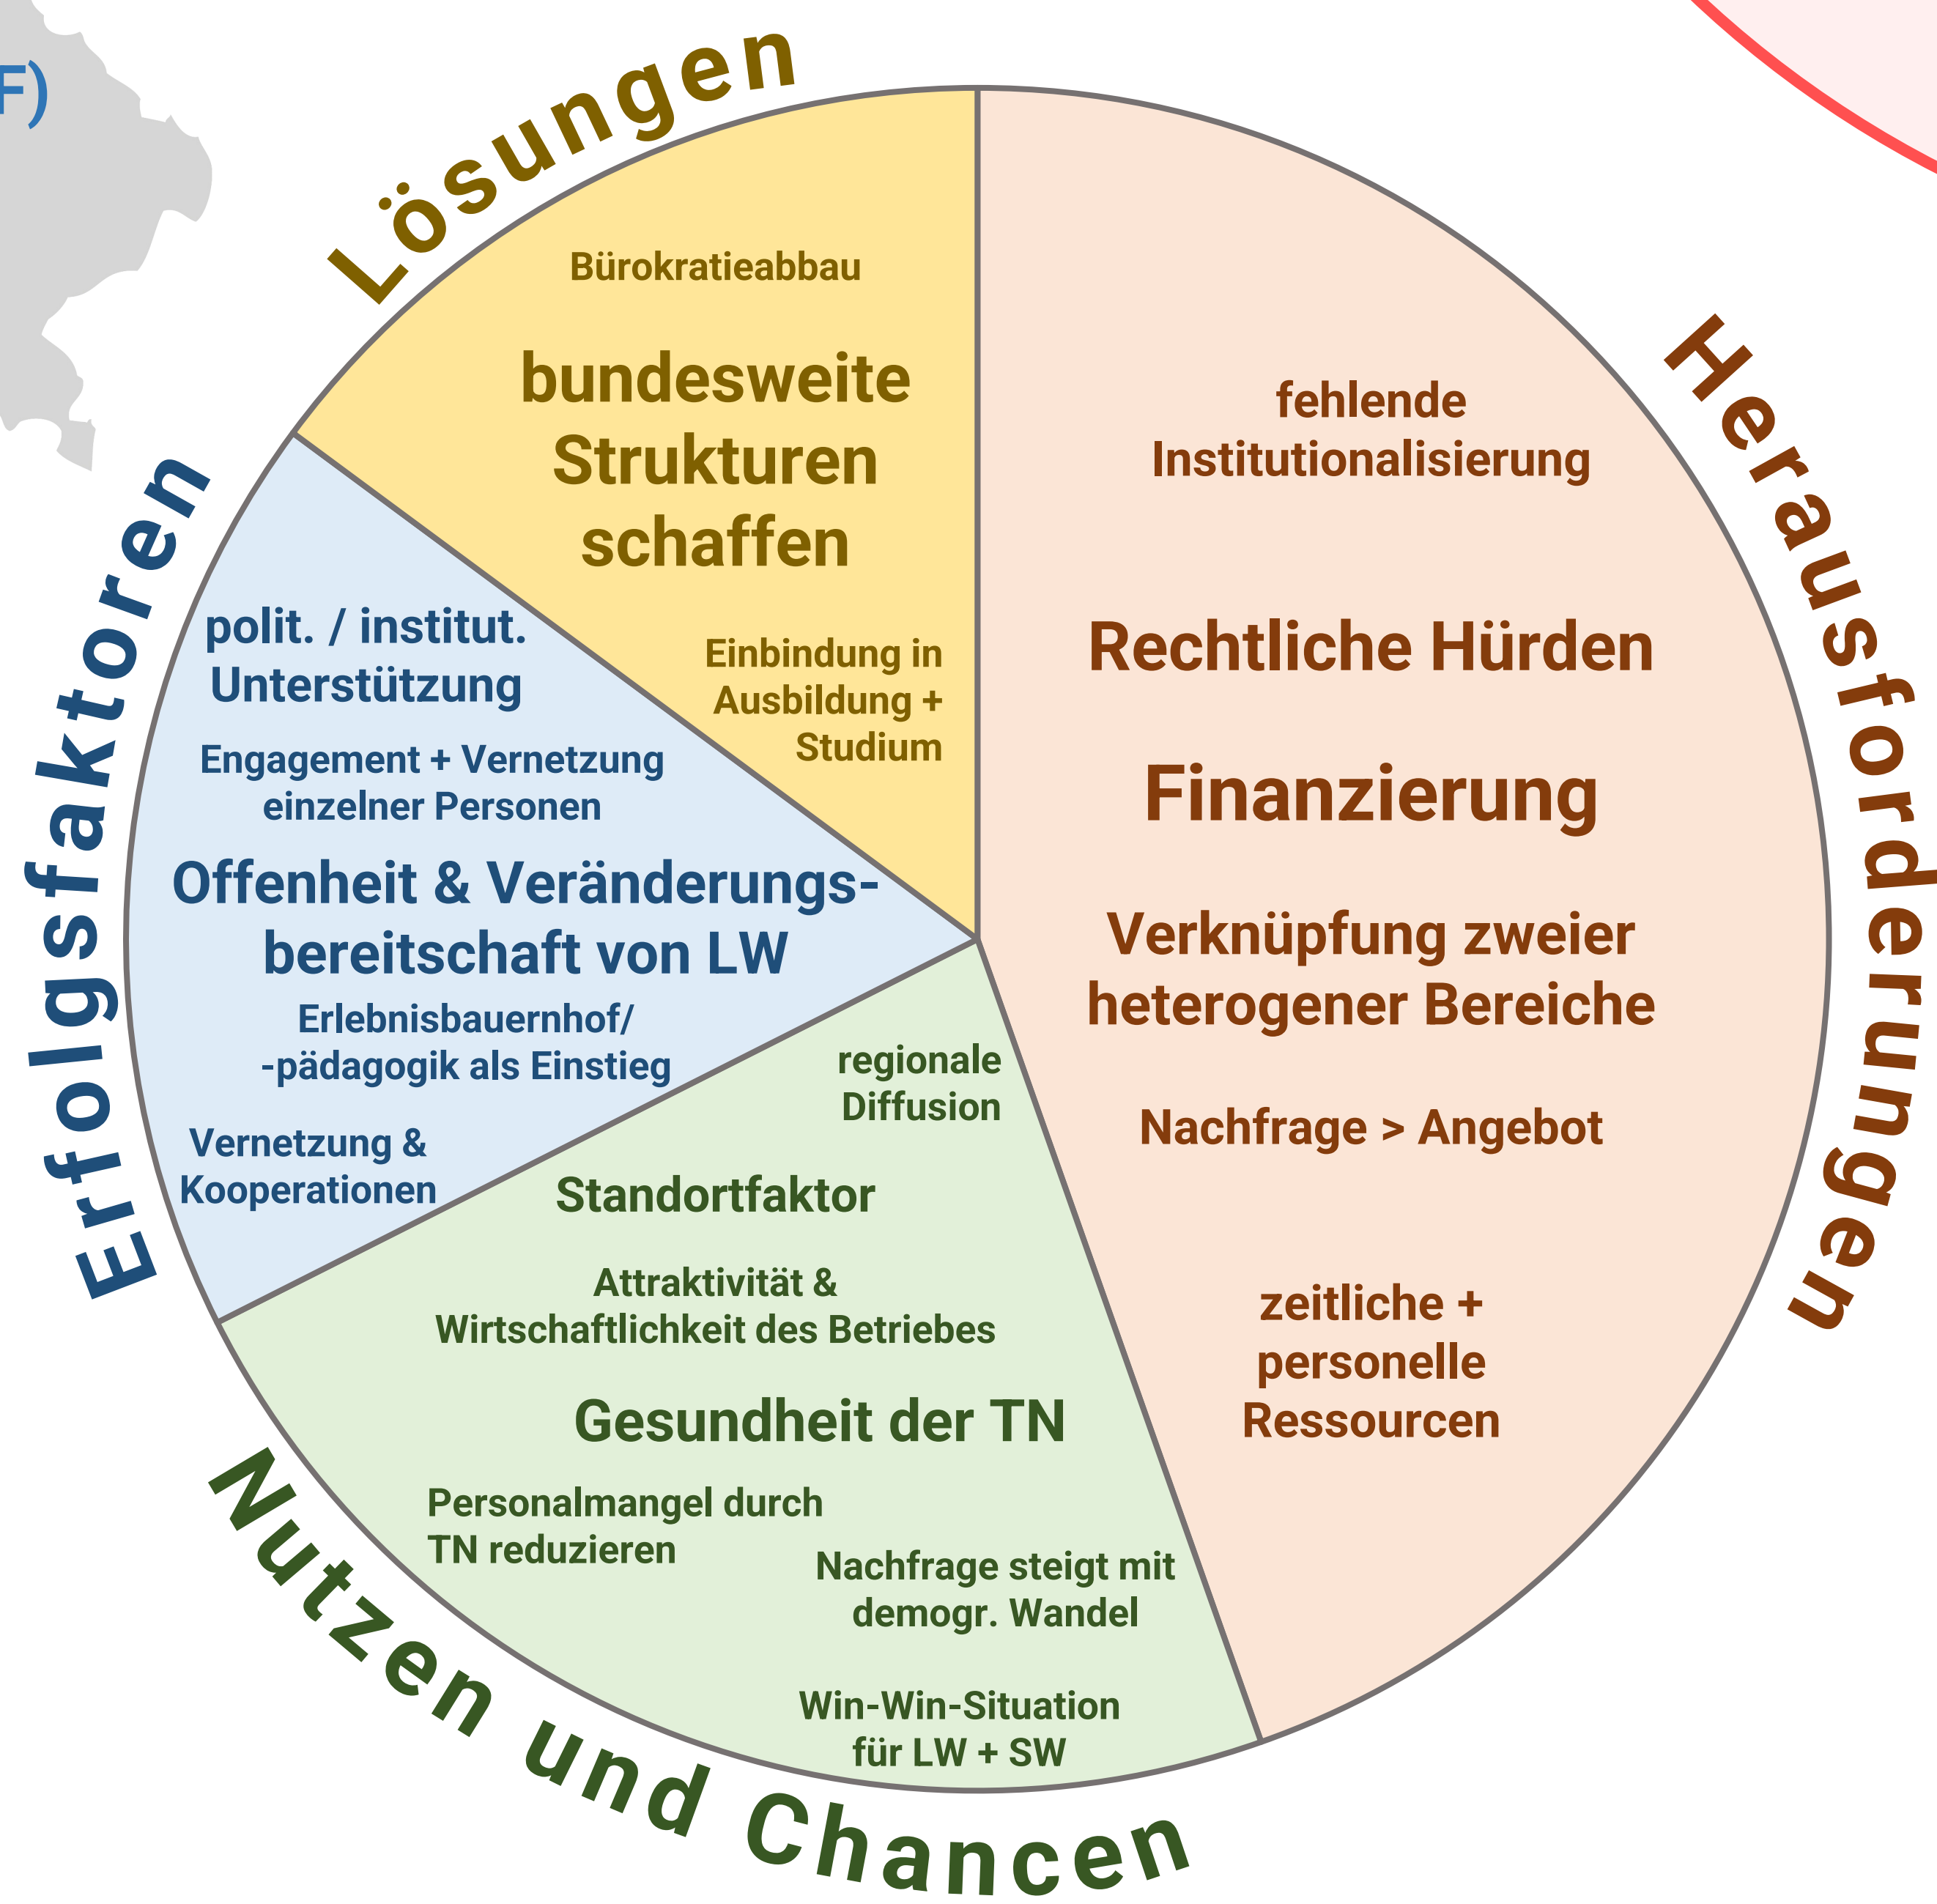 F)
Lösungen
Bürokratieabbau
bundesweite
Strukturen
schaffen
Einbindung in
Ausbildung +
Studium
Herausforderungen
fehlende
Institutionalisierung
Rechtliche Hürden
Finanzierung
Verknüpfung zweier
heterogener Bereiche
Nachfrage > Angebot
zeitliche +
personelle
Ressourcen
Erfolgsfaktoren
polit. / institut.
Unterstützung
Engagement + Vernetzung
einzelner Personen
Offenheit & Veränderungs-
bereitschaft von LW
Erlebnisbauernhof/
-pädagogik als Einstieg
Vernetzung &
Kooperationen
Nutzen und Chancen
regionale
Diffusion
Standortfaktor
Attraktivität &
Wirtschaftlichkeit des Betriebes
Gesundheit der TN
Personalmangel durch
TN reduzieren
Nachfrage steigt mit
demogr. Wandel
Win-Win-Situation
für LW + SW